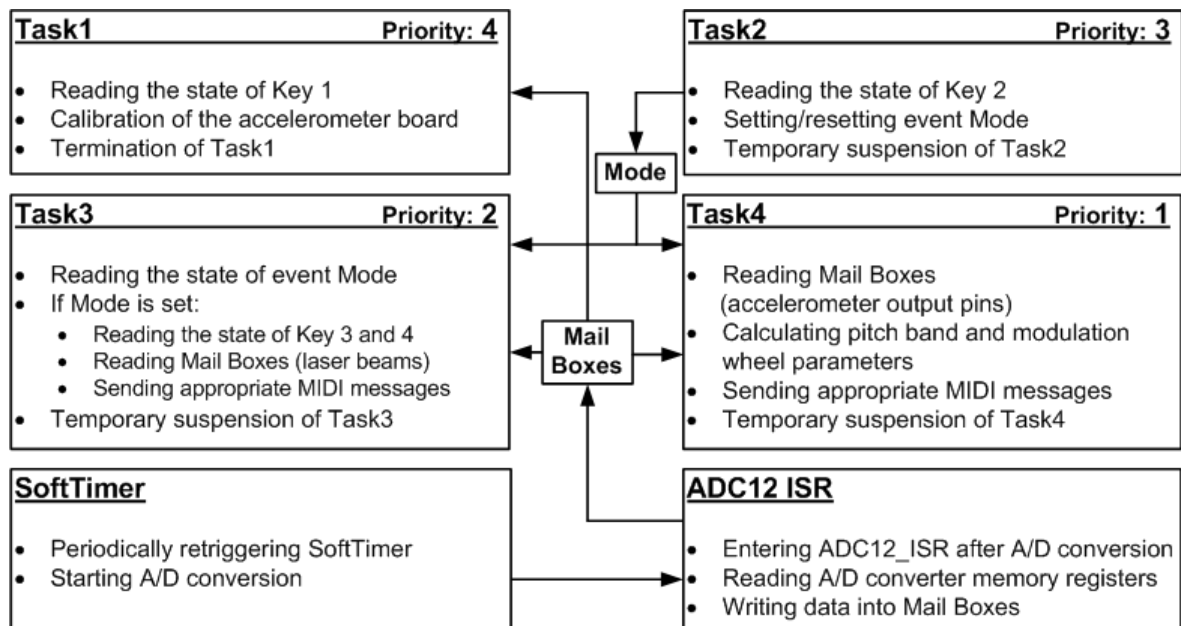 Task1 Priority: 4
• Reading the state of Key 1
• Calibration of the accelerometer board
• Termination of Task1
Task2 Priority: 3
• Reading the state of Key 2
• Setting/resetting event Mode
• Temporary suspension of Task2
Mode
Task3 Priority: 2
• Reading the state of event Mode
• If Mode is set:
• Reading the state of Key 3 and 4
• Reading Mail Boxes (laser beams)
• Sending appropriate MIDI messages
• Temporary suspension of Task3
Mail
Boxes
Task4 Priority: 1
• Reading Mail Boxes
(accelerometer output pins)
• Calculating pitch band and modulation
wheel parameters
• Sending appropriate MIDI messages
• Temporary suspension of Task4
SoftTimer
• Periodically retriggering SoftTimer
• Starting A/D conversion
ADC12 ISR
• Entering ADC12_ISR after A/D conversion
• Reading A/D converter memory registers
• Writing data into Mail Boxes